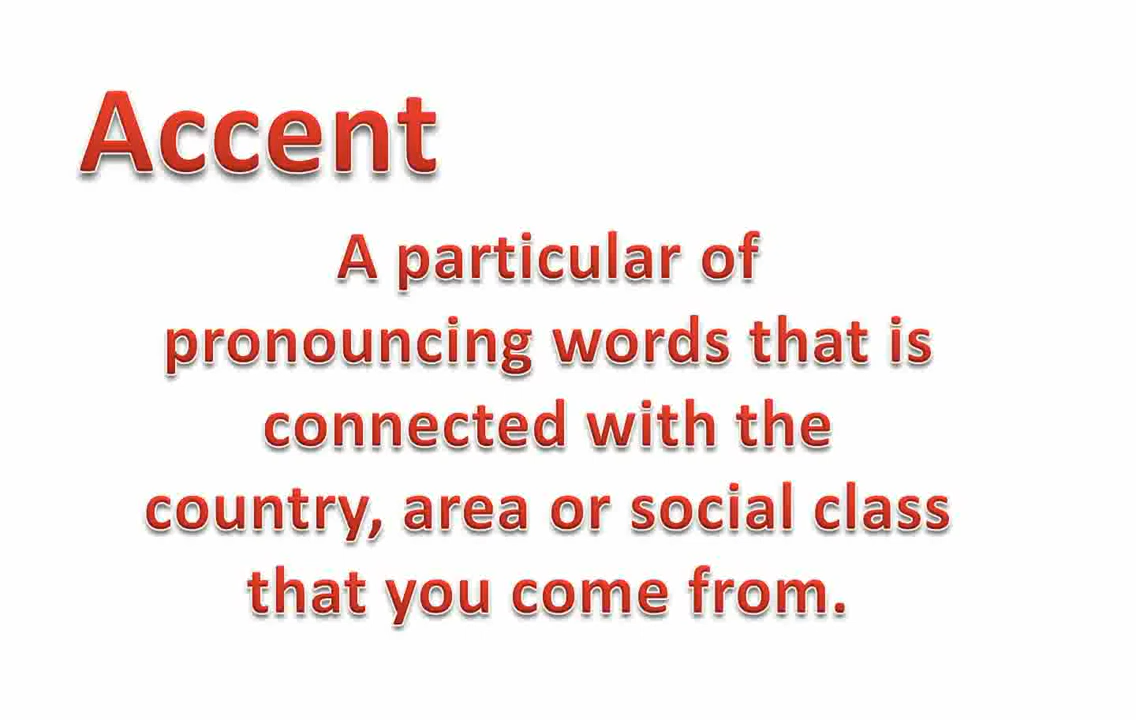 Accent
A particular of
pronouncing words that is
connected with the
country, area or social class
that you come from.